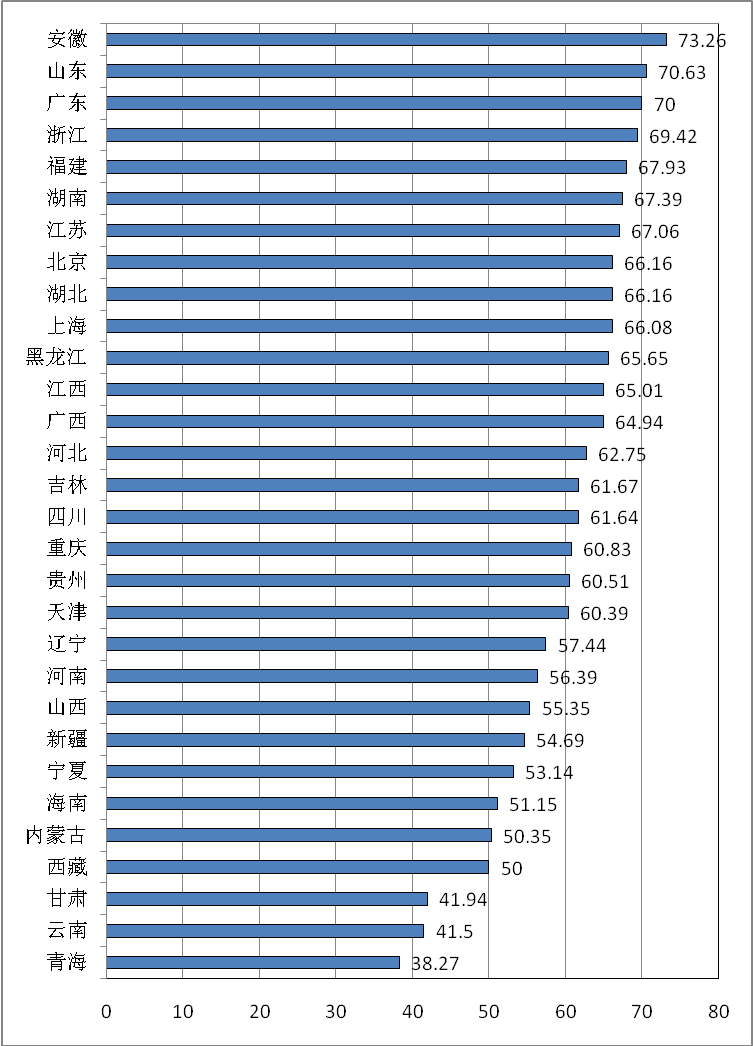 安徽 73.26
山东 70.63
广东 70
浙江 69.42
福建 67.93
湖南 67.39
江苏 67.06
北京 66.16
湖北 66.16
上海 66.08
黑龙江 65.65
江西 65.01
广西 64.94
河北 62.75
吉林 61.67
四川 61.64
重庆 60.83
贵州 60.51
天津 60.39
辽宁 57.44
河南 56.39
山西 55.35
新疆 54.69
宁夏 53.14
海南 51.15
内蒙古 50.35
西藏 50
甘肃 41.94
云南 41.5
青海 38.27
0 10 20 30 40 50 60 70 80